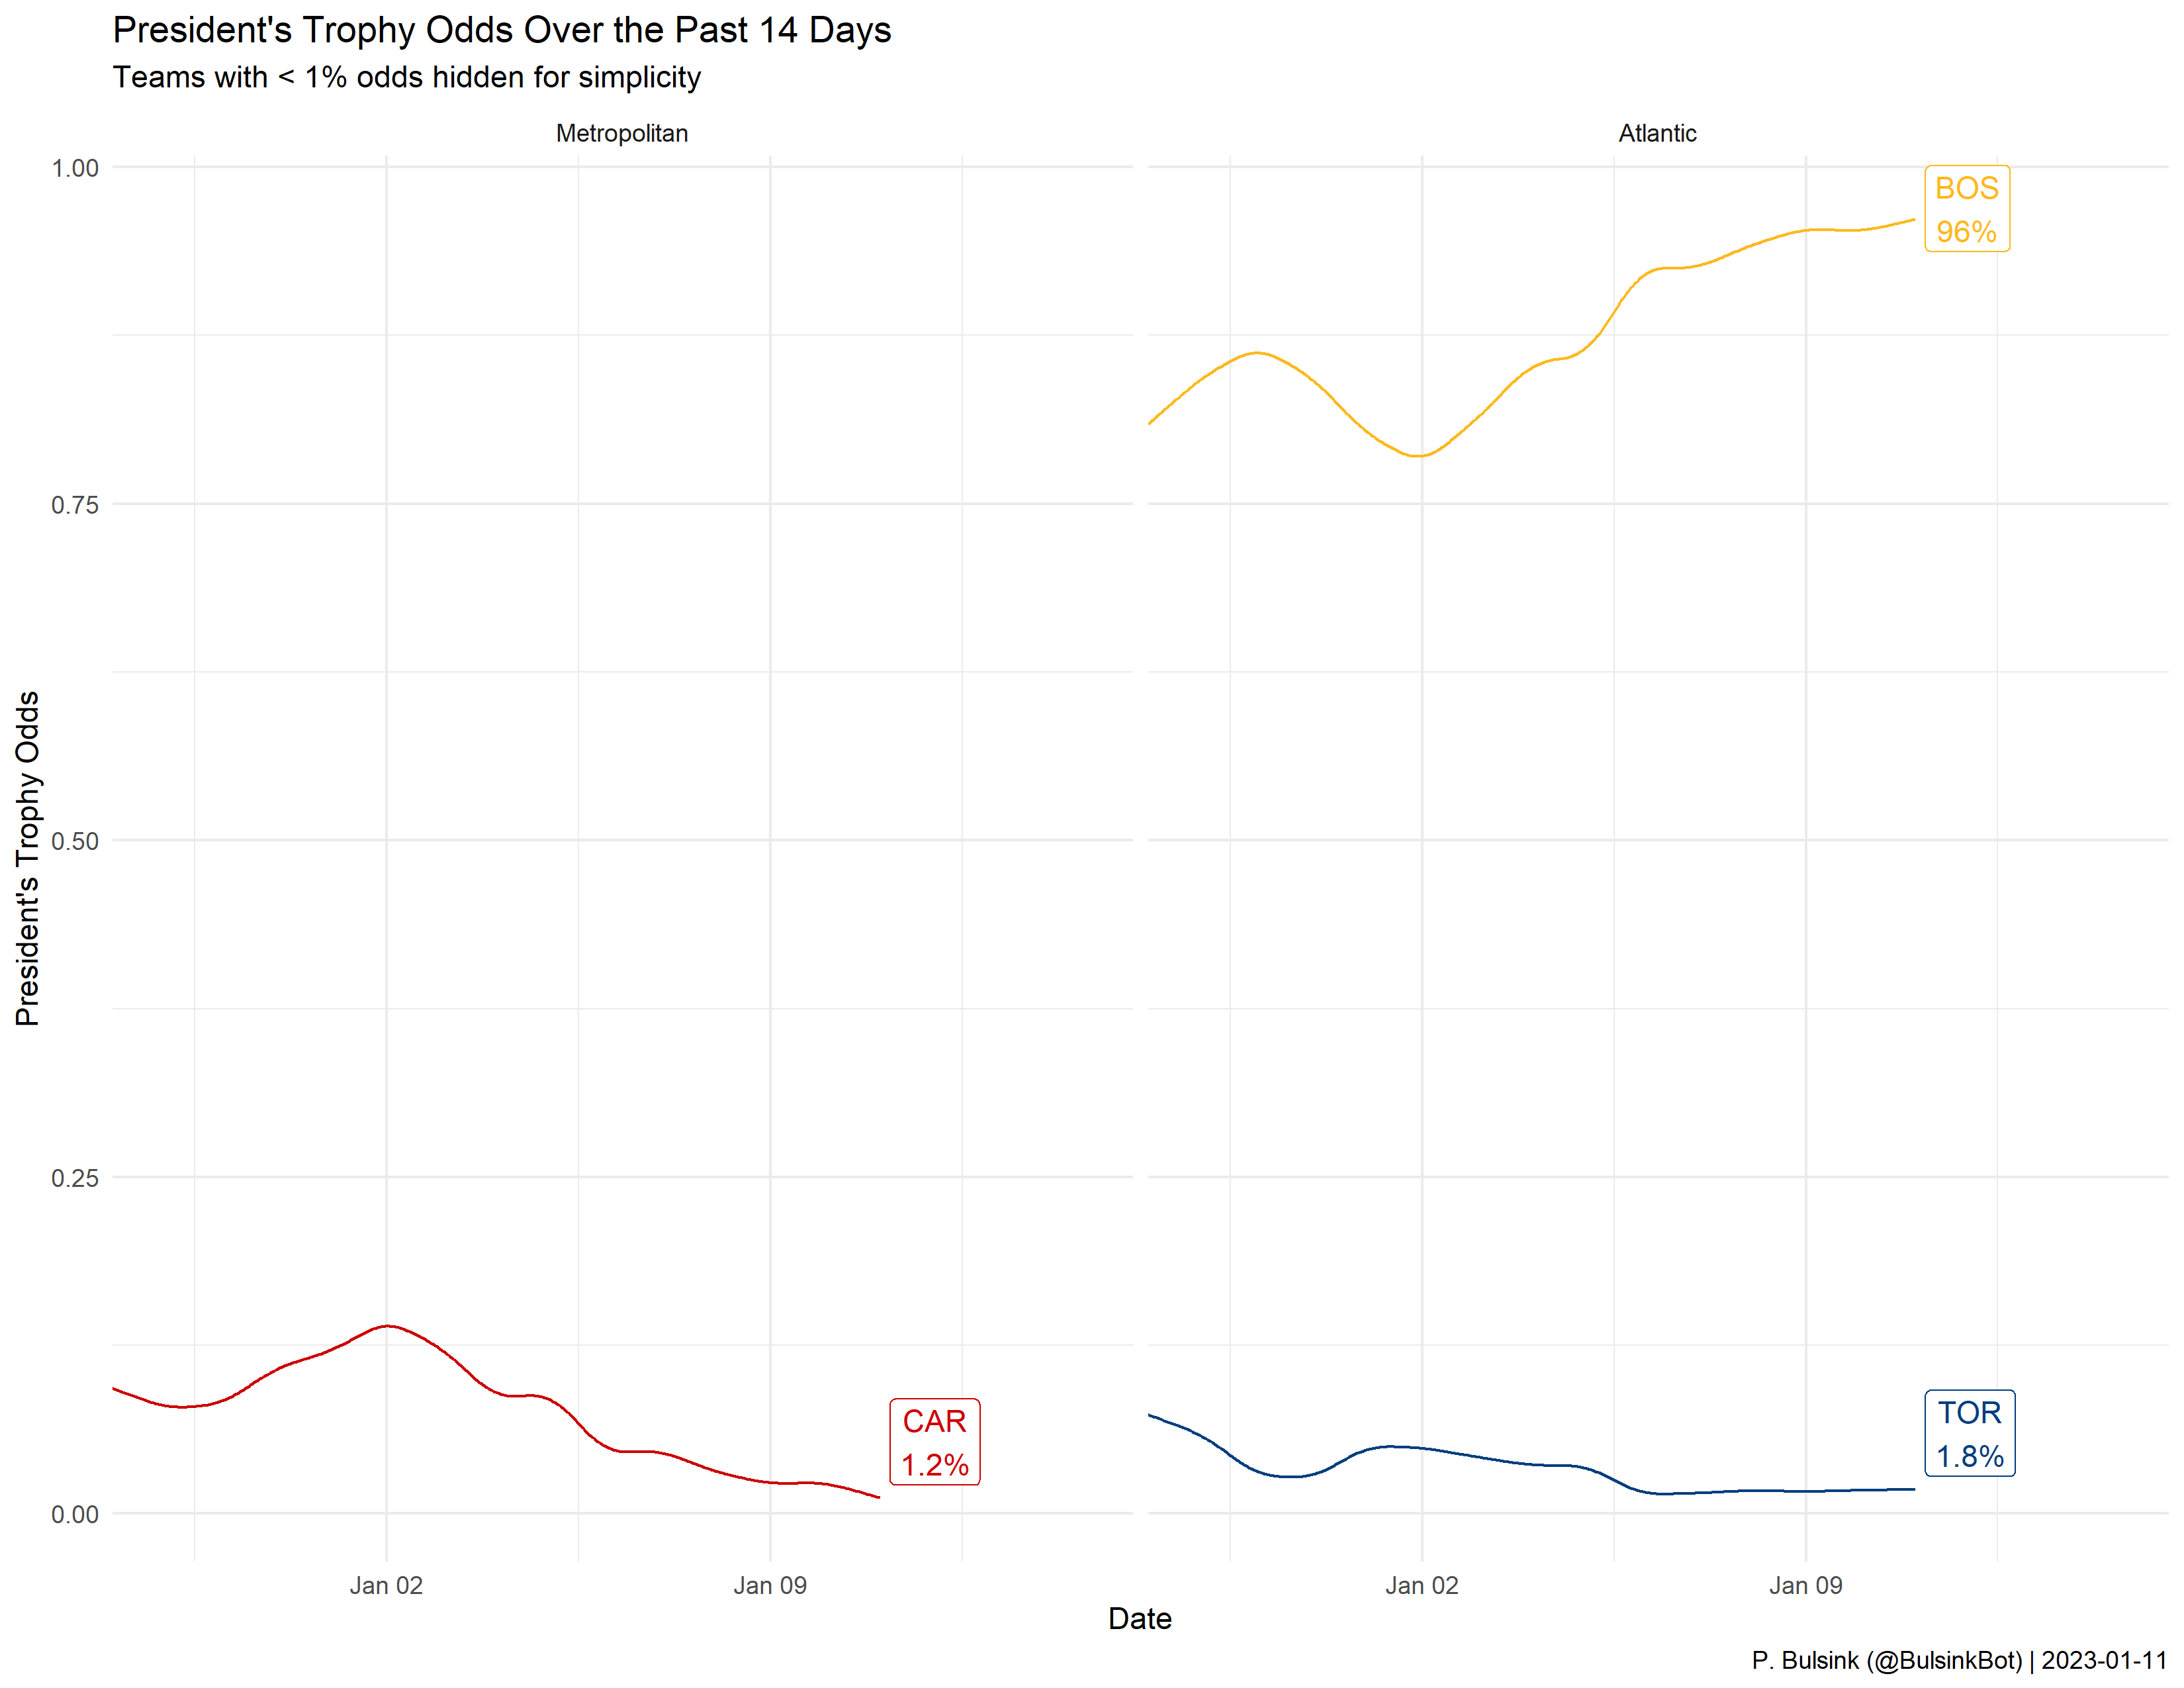 President's Trophy Odds Over the Past 14 Days
Teams with < 1% odds hidden for simplicity
Metropolitan
Atlantic
President's Trophy Odds
1.00
0.75
0.50
0.25
0.00
BOS
96%
CAR
1.2%
TOR
1.8%
Jan 02
Jan 09
Jan 02
Jan 09
Date
P. Bulsink (@BulsinkBot) | 2023-01-11